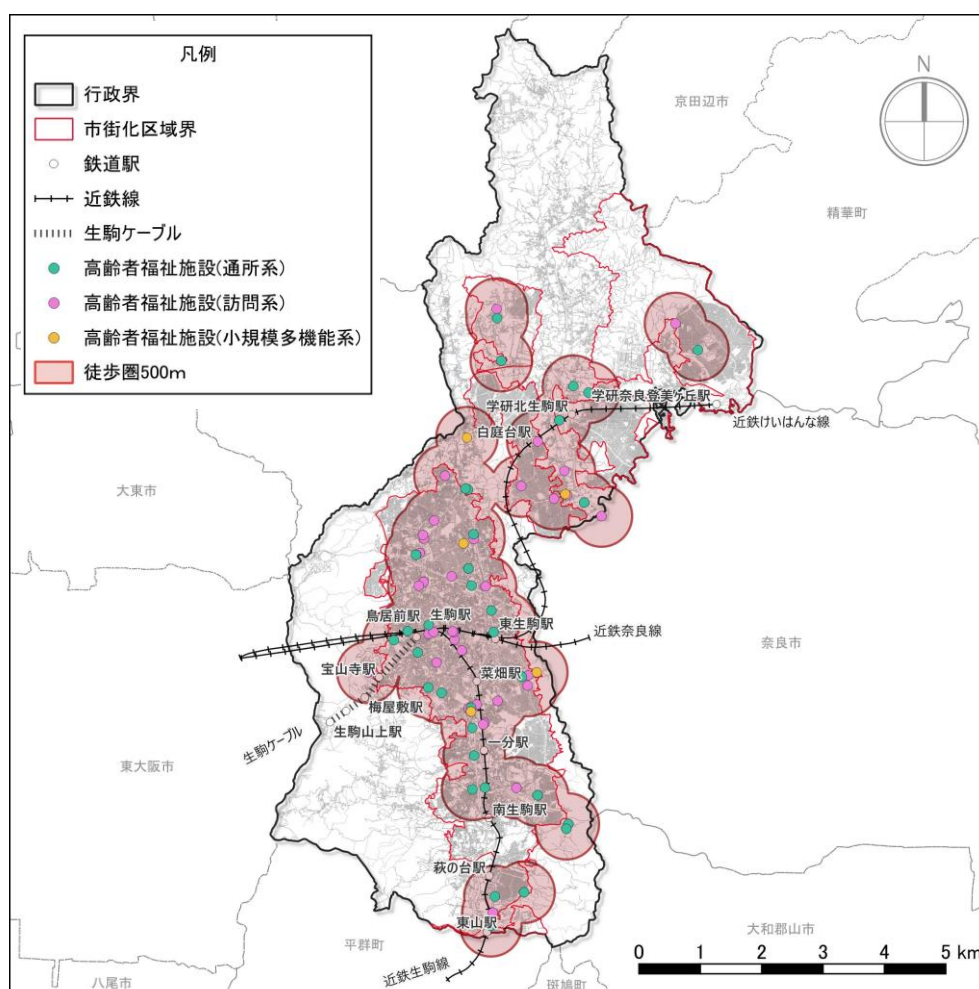 凡例
行政界
市街化区域界
鉄道駅
近鉄線
生駒ケーブル
高齢者福祉施設(通所系)
高齢者福祉施設(訪問系)
高齢者福祉施設(小規模多機能系)
徒歩圏500m
N
京田辺市
精華町
学研奈良登美ケ丘駅
学研北生駒駅
近鉄けいはんな線
白庭台駅
大東市
鳥居前駅
生駒駅
東生駒駅
近鉄奈良線
奈良市
宝山寺駅
菜畑駅
梅屋敷駅
生駒山上駅
生駒ケーブル
一分駅
東大阪市
南生駒駅
萩の台駅
東山駅
平群町
大和郡山市
近鉄生駒線
八尾市
斑鳩町
0 1 2 3 4 5 km